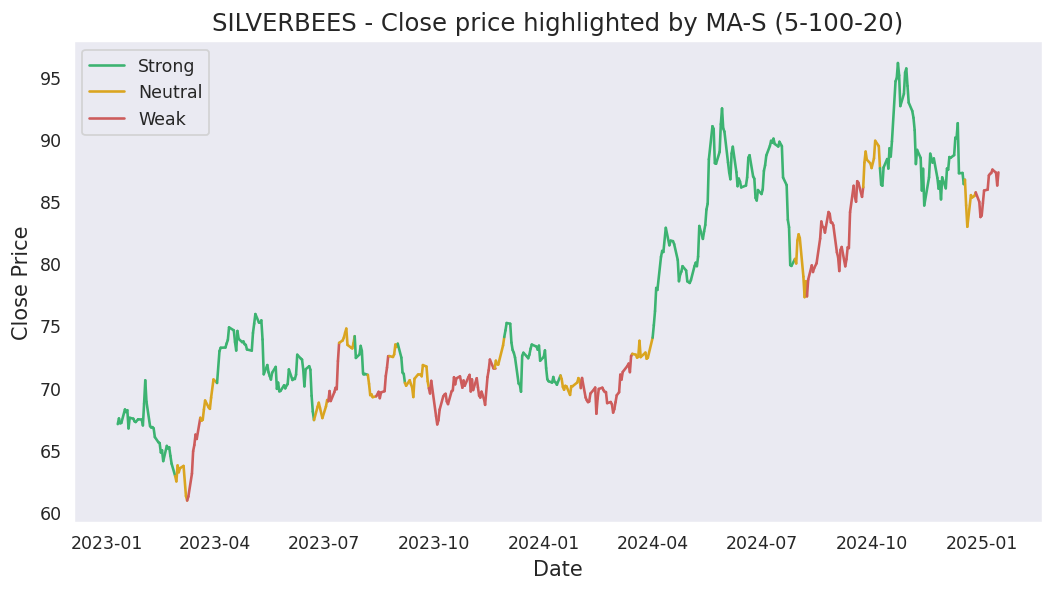 SILVERBEES - Close price highlighted by MA-S (5-100-20)
Strong
Neutral
Weak
Close Price
95
90
85
80
75
70
65
60
2023-01 2023-04 2023-07 2023-10 2024-01 2024-04 2024-07 2024-10 2025-01
Date